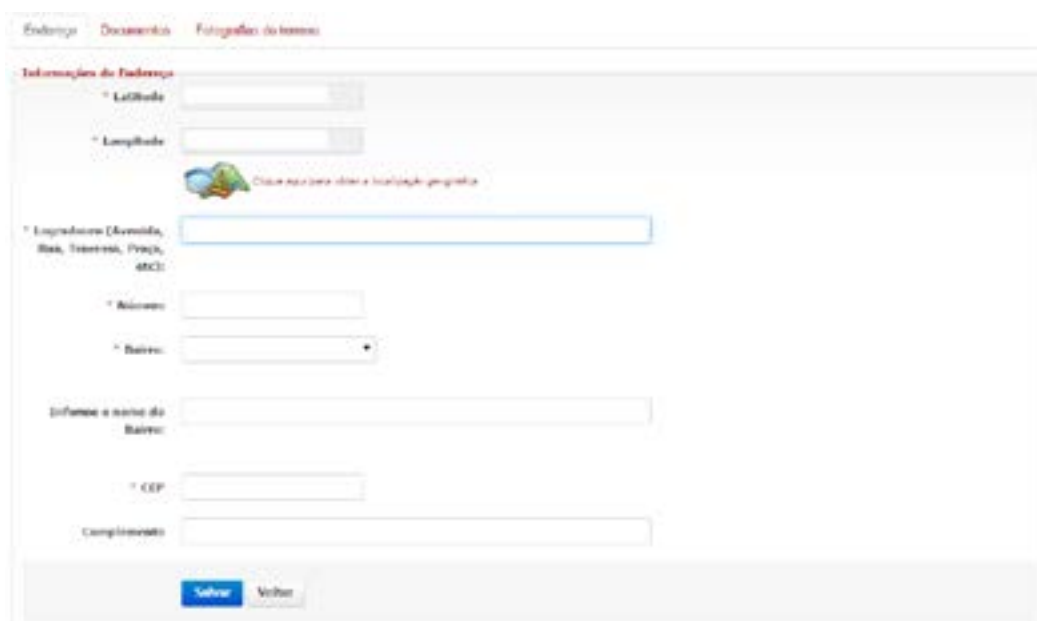 Endereço Documentos Fotografias do terreno
Informações do Endereço
* Latitude
* Longitude
Clique aqui para obter a localização geográfica
* Logradouro (Avenida,
Rua, Travessa, Praça,
etc):
* Número:
* Bairro:
Informe o nome do
Bairro:
* CEP
Complemento
Salvar Voltar